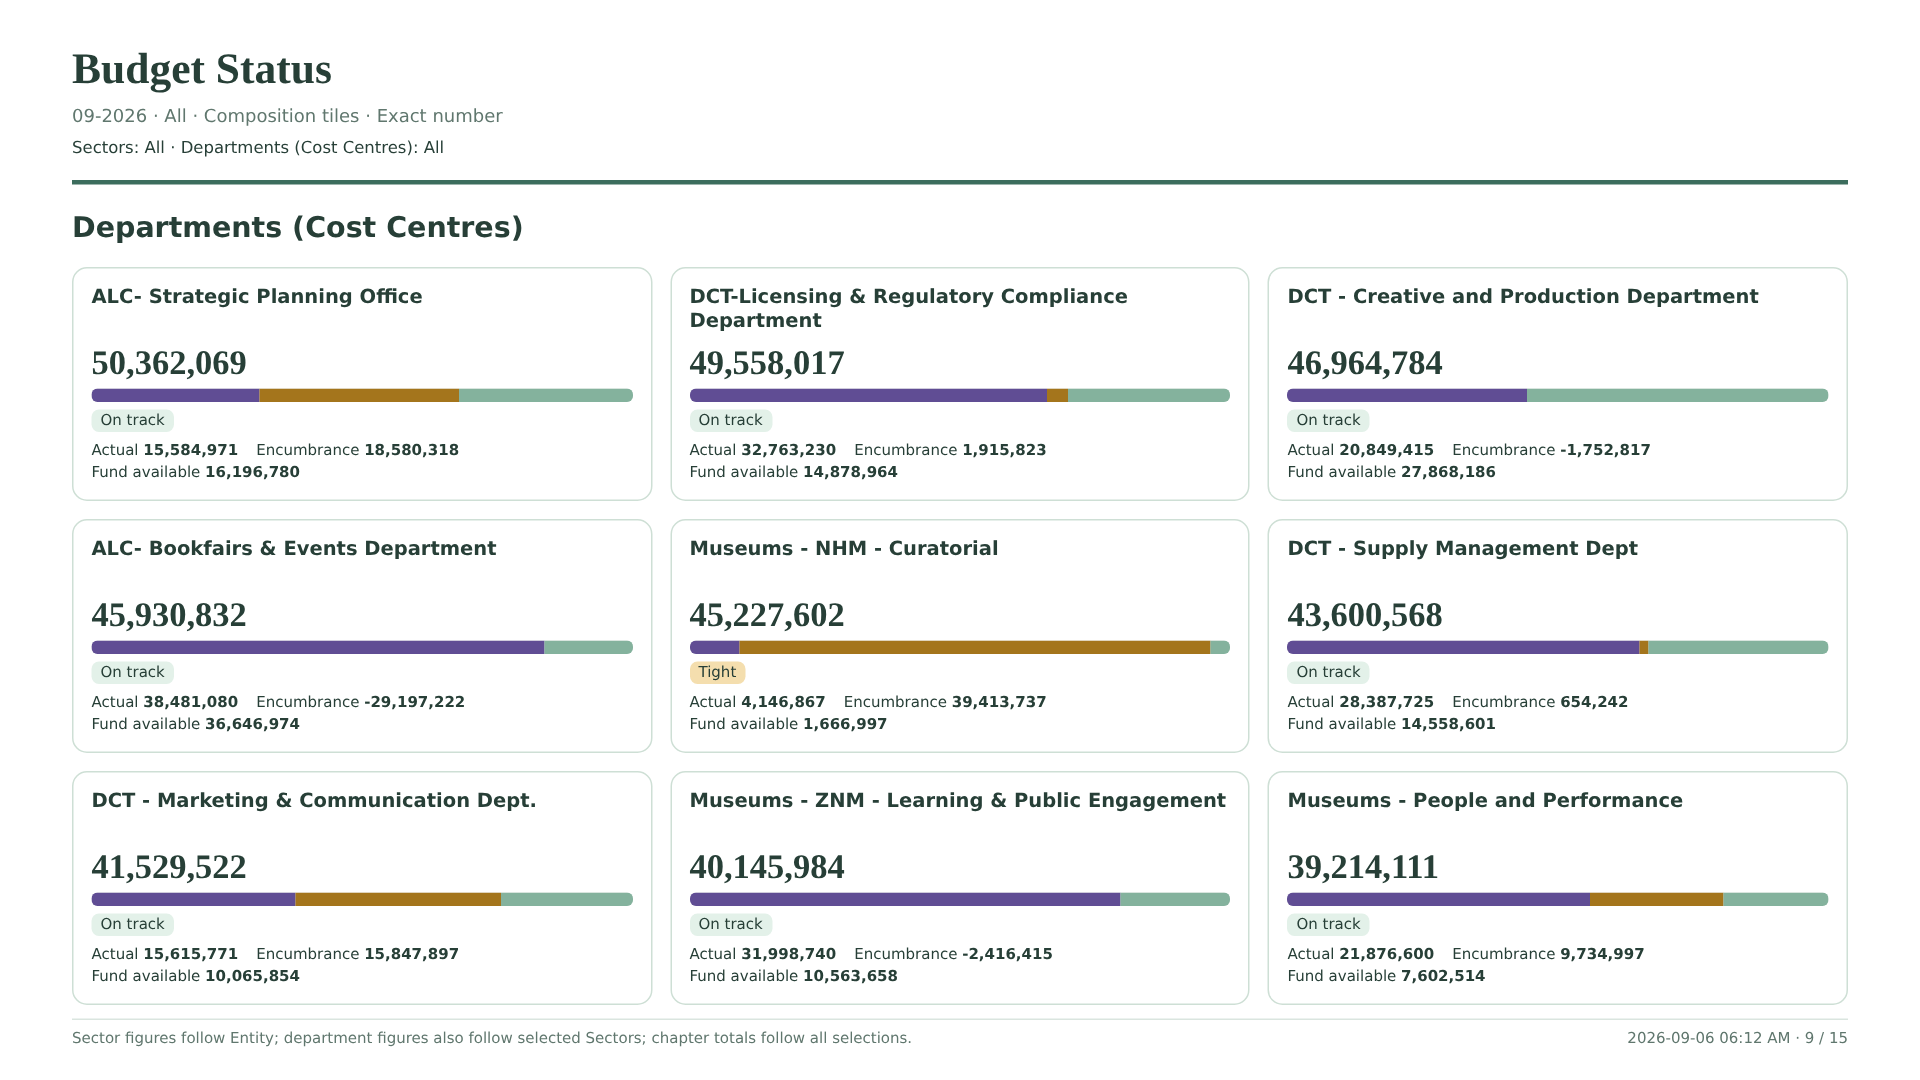 Budget Status
09-2026 · All · Composition tiles · Exact number
Sectors: All · Departments (Cost Centres): All
Departments (Cost Centres)
ALC- Strategic Planning Office
50,362,069
On track
Actual 15,584,971 Encumbrance 18,580,318
Fund available 16,196,780
DCT-Licensing & Regulatory Compliance
Department
49,558,017
On track
Actual 32,763,230 Encumbrance 1,915,823
Fund available 14,878,964
DCT - Creative and Production Department
46,964,784
On track
Actual 20,849,415 Encumbrance -1,752,817
Fund available 27,868,186
ALC- Bookfairs & Events Department
45,930,832
On track
Actual 38,481,080 Encumbrance -29,197,222
Fund available 36,646,974
Museums - NHM - Curatorial
45,227,602
Tight
Actual 4,146,867 Encumbrance 39,413,737
Fund available 1,666,997
DCT - Supply Management Dept
43,600,568
On track
Actual 28,387,725 Encumbrance 654,242
Fund available 14,558,601
DCT - Marketing & Communication Dept.
41,529,522
On track
Actual 15,615,771 Encumbrance 15,847,897
Fund available 10,065,854
Museums - ZNM - Learning & Public Engagement
40,145,984
On track
Actual 31,998,740 Encumbrance -2,416,415
Fund available 10,563,658
Museums - People and Performance
39,214,111
On track
Actual 21,876,600 Encumbrance 9,734,997
Fund available 7,602,514
Sector figures follow Entity; department figures also follow selected Sectors; chapter totals follow all selections.
2026-09-06 06:12 AM · 9 / 15